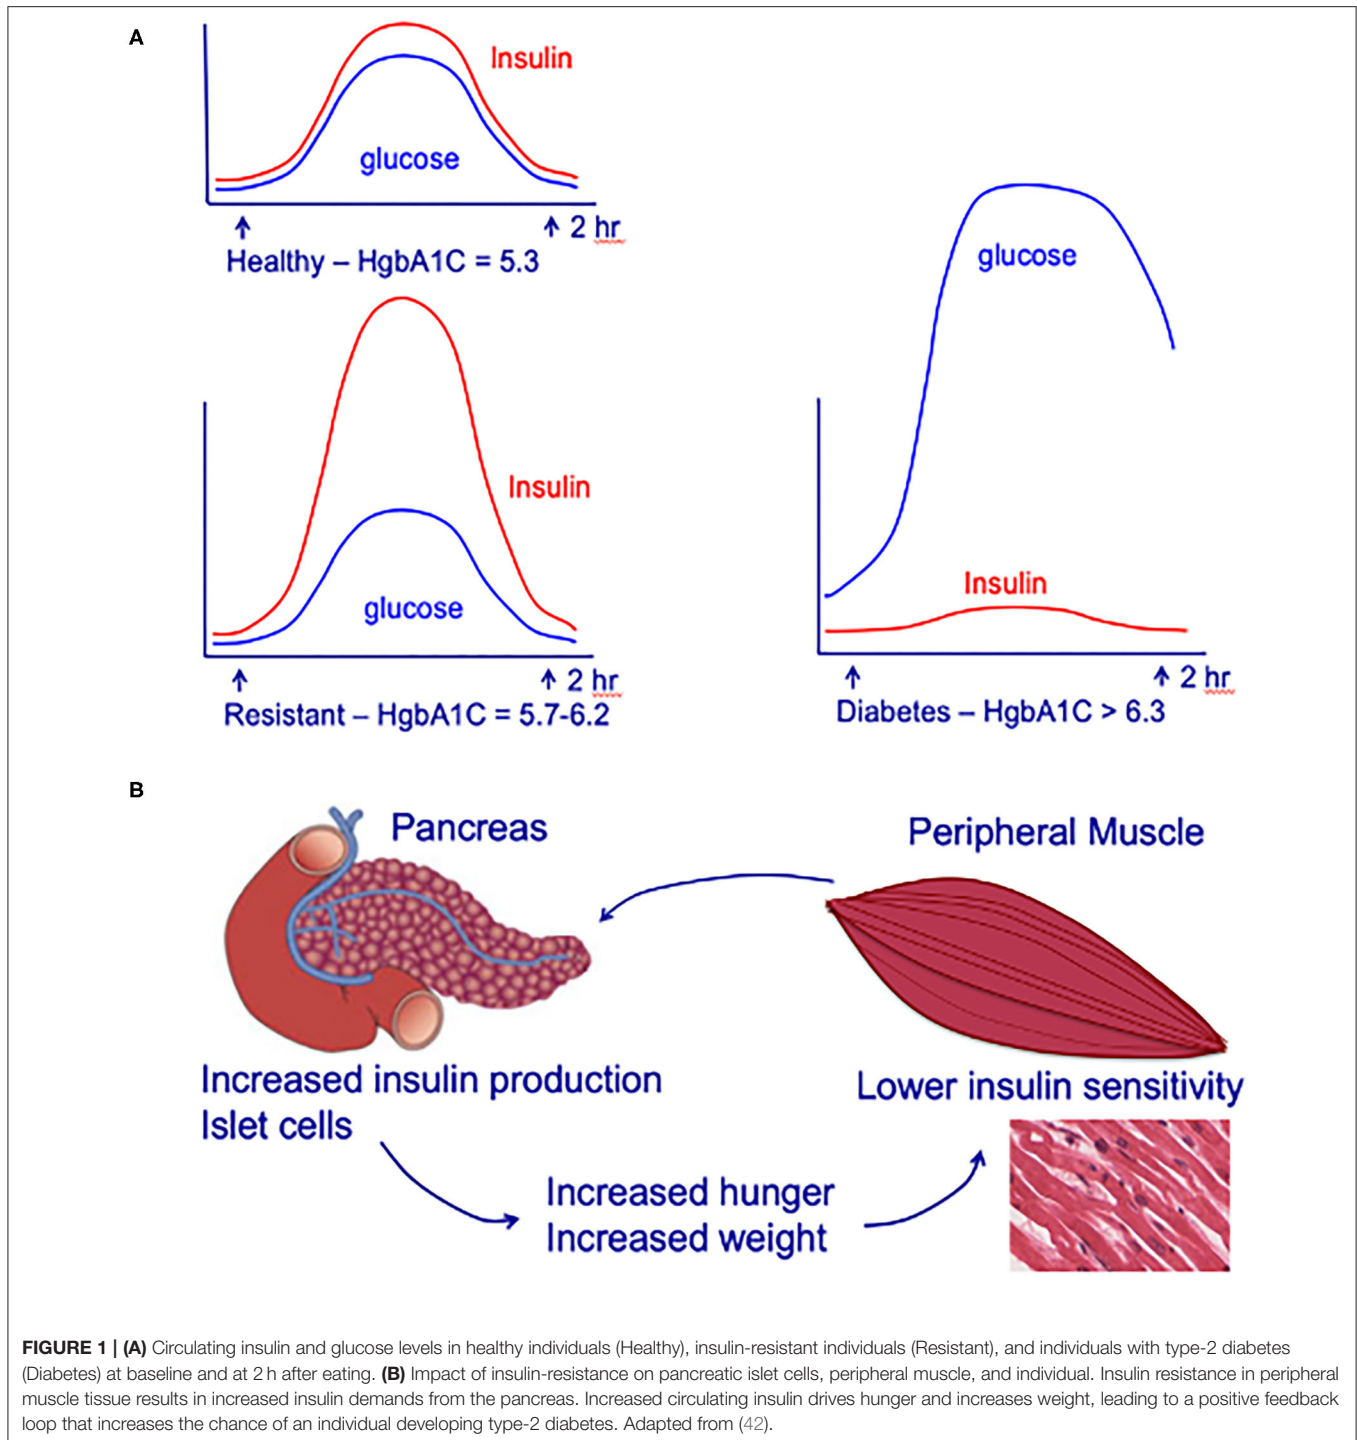 A
Insulin
glucose
2 hr
Healthy – HgbA1C = 5.3
Insulin
glucose
2 hr
Resistant – HgbA1C = 5.7-6.2
glucose
Insulin
2 hr
Diabetes – HgbA1C > 6.3
B
Pancreas
Peripheral Muscle
Increased insulin production
Islet cells
Lower insulin sensitivity
Increased hunger
Increased weight
FIGURE 1 | (A) Circulating insulin and glucose levels in healthy individuals (Healthy), insulin-resistant individuals (Resistant), and individuals with type-2 diabetes
(Diabetes) at baseline and at 2 h after eating. (B) Impact of insulin-resistance on pancreatic islet cells, peripheral muscle, and individual. Insulin resistance in peripheral
muscle tissue results in increased insulin demands from the pancreas. Increased circulating insulin drives hunger and increases weight, leading to a positive feedback
loop that increases the chance of an individual developing type-2 diabetes. Adapted from (42).